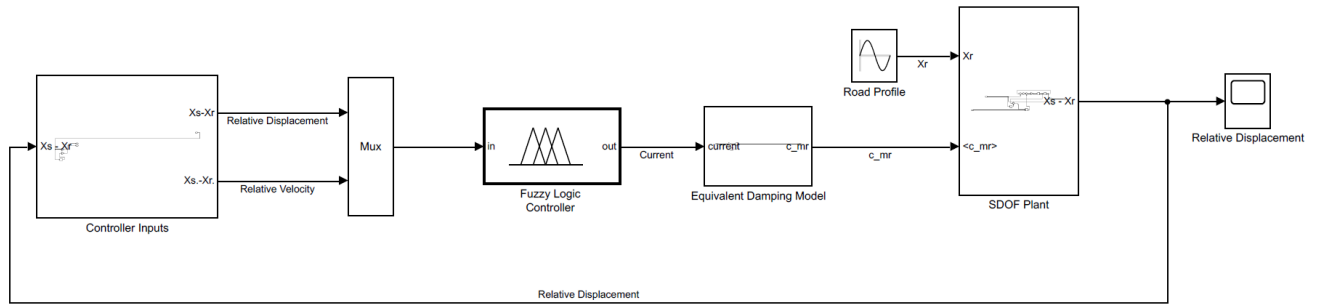 Xs - Xr
Xs-Xr
Xs.-Xr.
Controller Inputs
Relative Displacement
Relative Velocity
Mux
in
out
Fuzzy Logic
Controller
Current
current
c_mr
Equivalent Damping Model
c_mr
Road Profile
Xr
Xr
<c_mr>
Xs - Xr
SDOF Plant
Relative Displacement
Relative Displacement